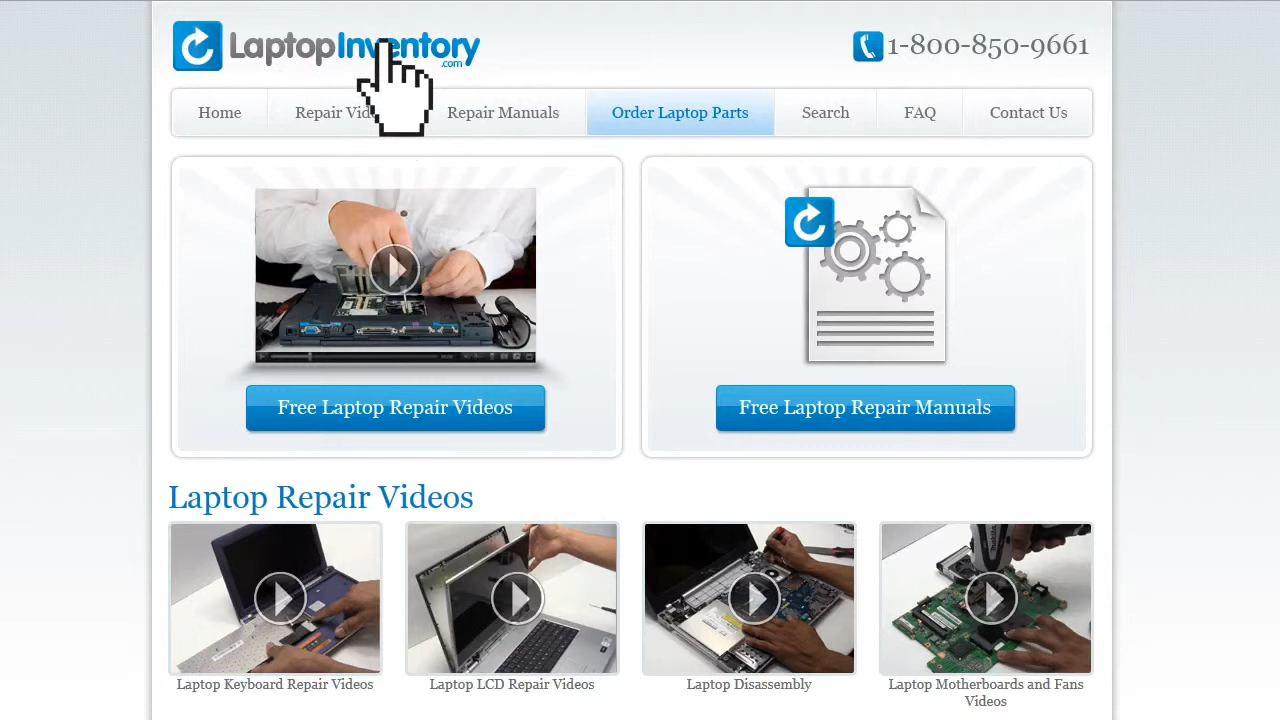 LaptopInventory
.com
1-800-850-9661
Home
Repair Manuals
Order Laptop Parts
Search
FAQ
Contact Us
Free Laptop Repair Videos
Free Laptop Repair Manuals
Laptop Repair Videos
Laptop Keyboard Repair Videos
Laptop LCD Repair Videos
Laptop Disassembly
Laptop Motherboards and Fans
Videos